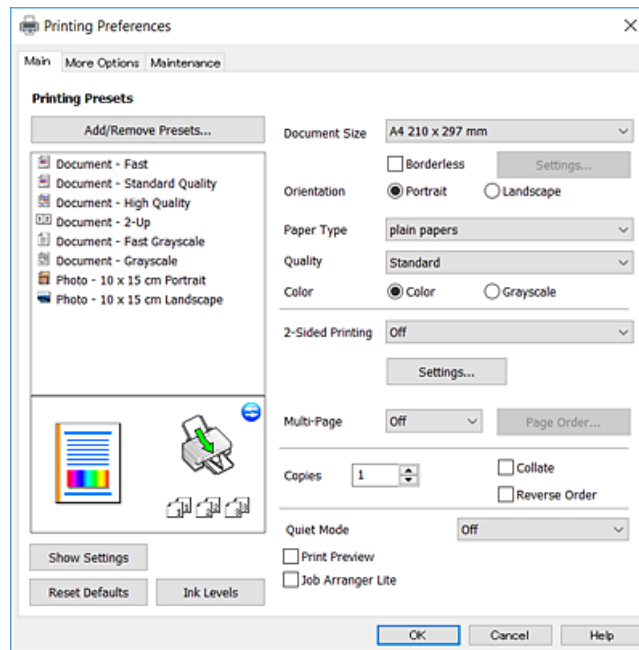 Printing Preferences
Main More Options Maintenance
Printing Presets
Add/Remove Presets...
Document - Fast
Document - Standard Quality
Document - High Quality
Document - 2-Up
Document - Fast Grayscale
Document - Grayscale
Photo - 10 x 15 cm Portrait
Photo - 10 x 15 cm Landscape
Show Settings
Reset Defaults Ink Levels
Document Size A4 210 x 297 mm
Borderless Settings...
Orientation Portrait Landscape
Paper Type plain papers
Quality Standard
Color Color Grayscale
2-Sided Printing Off
Settings...
Multi-Page Off Page Order...
Copies 1 Collate
Reverse Order
Quiet Mode Off
Print Preview
Job Arranger Lite
OK Cancel Help